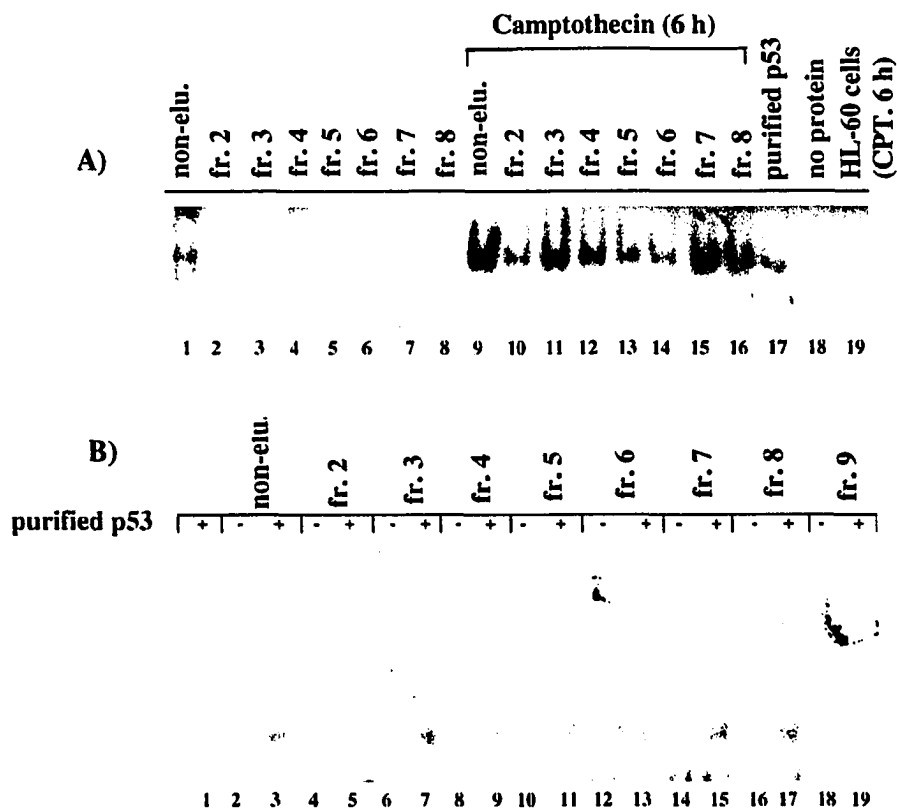 Camptothecin (6 h)
A)
non-elu.
fr. 2
fr. 3
fr. 4
fr. 5
fr. 6
fr. 7
fr. 8
non-elu.
fr. 2
fr. 3
fr. 4
fr. 5
fr. 6
fr. 7
fr. 8
purified p53
no protein
HL-60 cells
(CPT. 6 h)
1 2 3 4 5 6 7 8 9 10 11 12 13 14 15 16 17 18 19
B)
non-elu.
fr. 2
fr. 3
fr. 4
fr. 5
fr. 6
fr. 7
fr. 8
fr. 9
purified p53 + - + - + - + - + - + - + - + - + - +
1 2 3 4 5 6 7 8 9 10 11 12 13 14 15 16 17 18 19